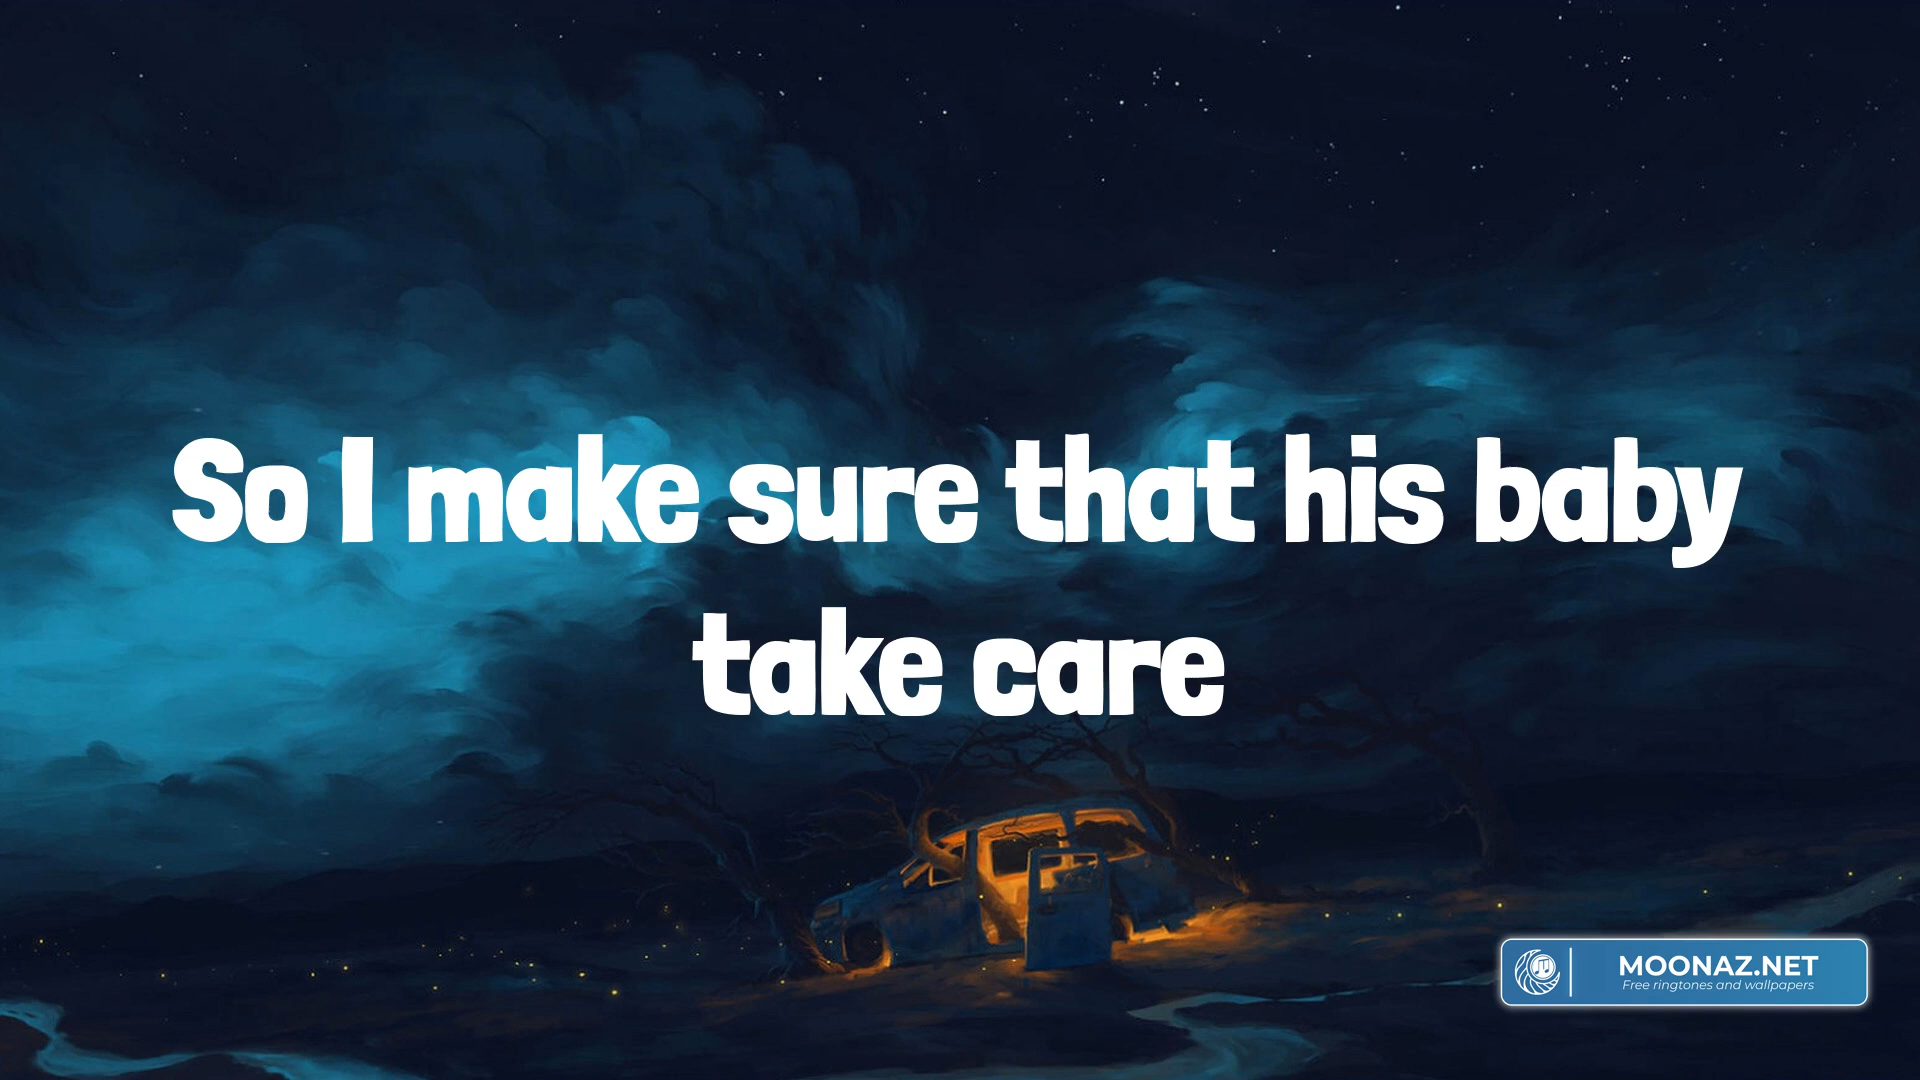 So I make sure that his baby
take care
MOONAZ.NET
Free ringtones and wallpapers